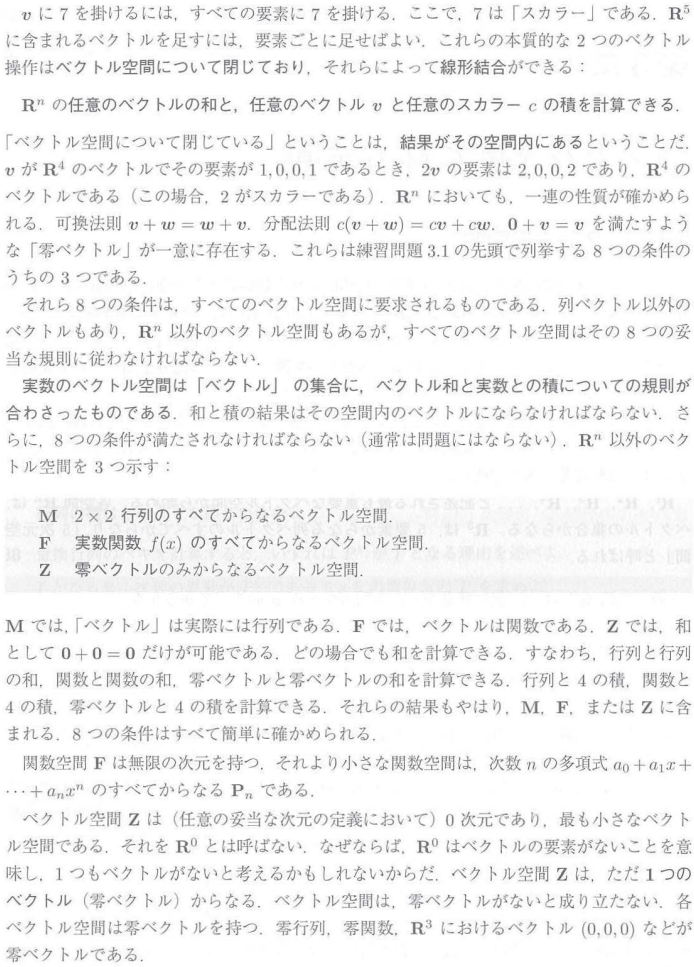 v に 7 を掛けるには,すべての要素に 7 を掛ける.ここで,7 は「スカラー」である.R⁵
に含まれるベクトルを足すには,要素ごとに足せばよい.これらの本質的な 2 つのベクトル
操作はベクトル空間について閉じており,それらによって線形結合ができる:
Rⁿ の任意のベクトルの和と,任意のベクトル v と任意のスカラー c の積を計算できる.
「ベクトル空間について閉じている」ということは,結果がその空間内にあるということだ.
v が R⁴ のベクトルでその要素が 1,0,0,1 であるとき,2v の要素は 2,0,0,2 であり,R⁴ の
ベクトルである(この場合,2 がスカラーである).Rⁿ においても,一連の性質が確かめら
れる.可換法則 v + w = w + v.分配法則 c(v + w) = cv + cw.0 + v = v を満たすよう
な「零ベクトル」が一意に存在する.これらは練習問題 3.1 の先頭で列挙する 8 つの条件の
うちの 3 つである.
それら 8 つの条件は,すべてのベクトル空間に要求されるものである.列ベクトル以外の
ベクトルもあり,Rⁿ 以外のベクトル空間もあるが,すべてのベクトル空間はその 8 つの妥
当な規則に従わなければならない.
実数のベクトル空間は「ベクトル」 の集合に,ベクトル和と実数との積についての規則が
合わさったものである.和と積の結果はその空間内のベクトルにならなければならない.さ
らに,8 つの条件が満たされなければならない(通常は問題にはならない).Rⁿ 以外のベク
トル空間を 3 つ示す:
M 2 × 2 行列のすべてからなるベクトル空間.
F 実数関数 f(x) のすべてからなるベクトル空間.
Z 零ベクトルのみからなるベクトル空間.
M では,「ベクトル」は実際には行列である.F では,ベクトルは関数である.Z では,和
として 0 + 0 = 0 だけが可能である.どの場合でも和を計算できる.すなわち,行列と行列
の和,関数と関数の和,零ベクトルと零ベクトルの和を計算できる.行列と 4 の積,関数と
4 の積,零ベクトルと 4 の積を計算できる.それらの結果もやはり,M,F,または Z に含
まれる.8 つの条件はすべて簡単に確かめられる.
関数空間 F は無限の次元を持つ.それより小さな関数空間は,次数 n の多項式 a₀ + a₁x +
⋯ + aₙxⁿ のすべてからなる Pₙ である.
ベクトル空間 Z は(任意の妥当な次元の定義において)0 次元であり,最も小さなベクト
ル空間である.それを R⁰ とは呼ばない.なぜならば,R⁰ はベクトルの要素がないことを意
味し,1 つもベクトルがないと考えるかもしれないからだ.ベクトル空間 Z は,ただ 1 つの
ベクトル(零ベクトル)からなる.ベクトル空間は,零ベクトルがないと成り立たない.各
ベクトル空間は零ベクトルを持つ.零行列,零関数,R³ におけるベクトル (0,0,0) などが
零ベクトルである.